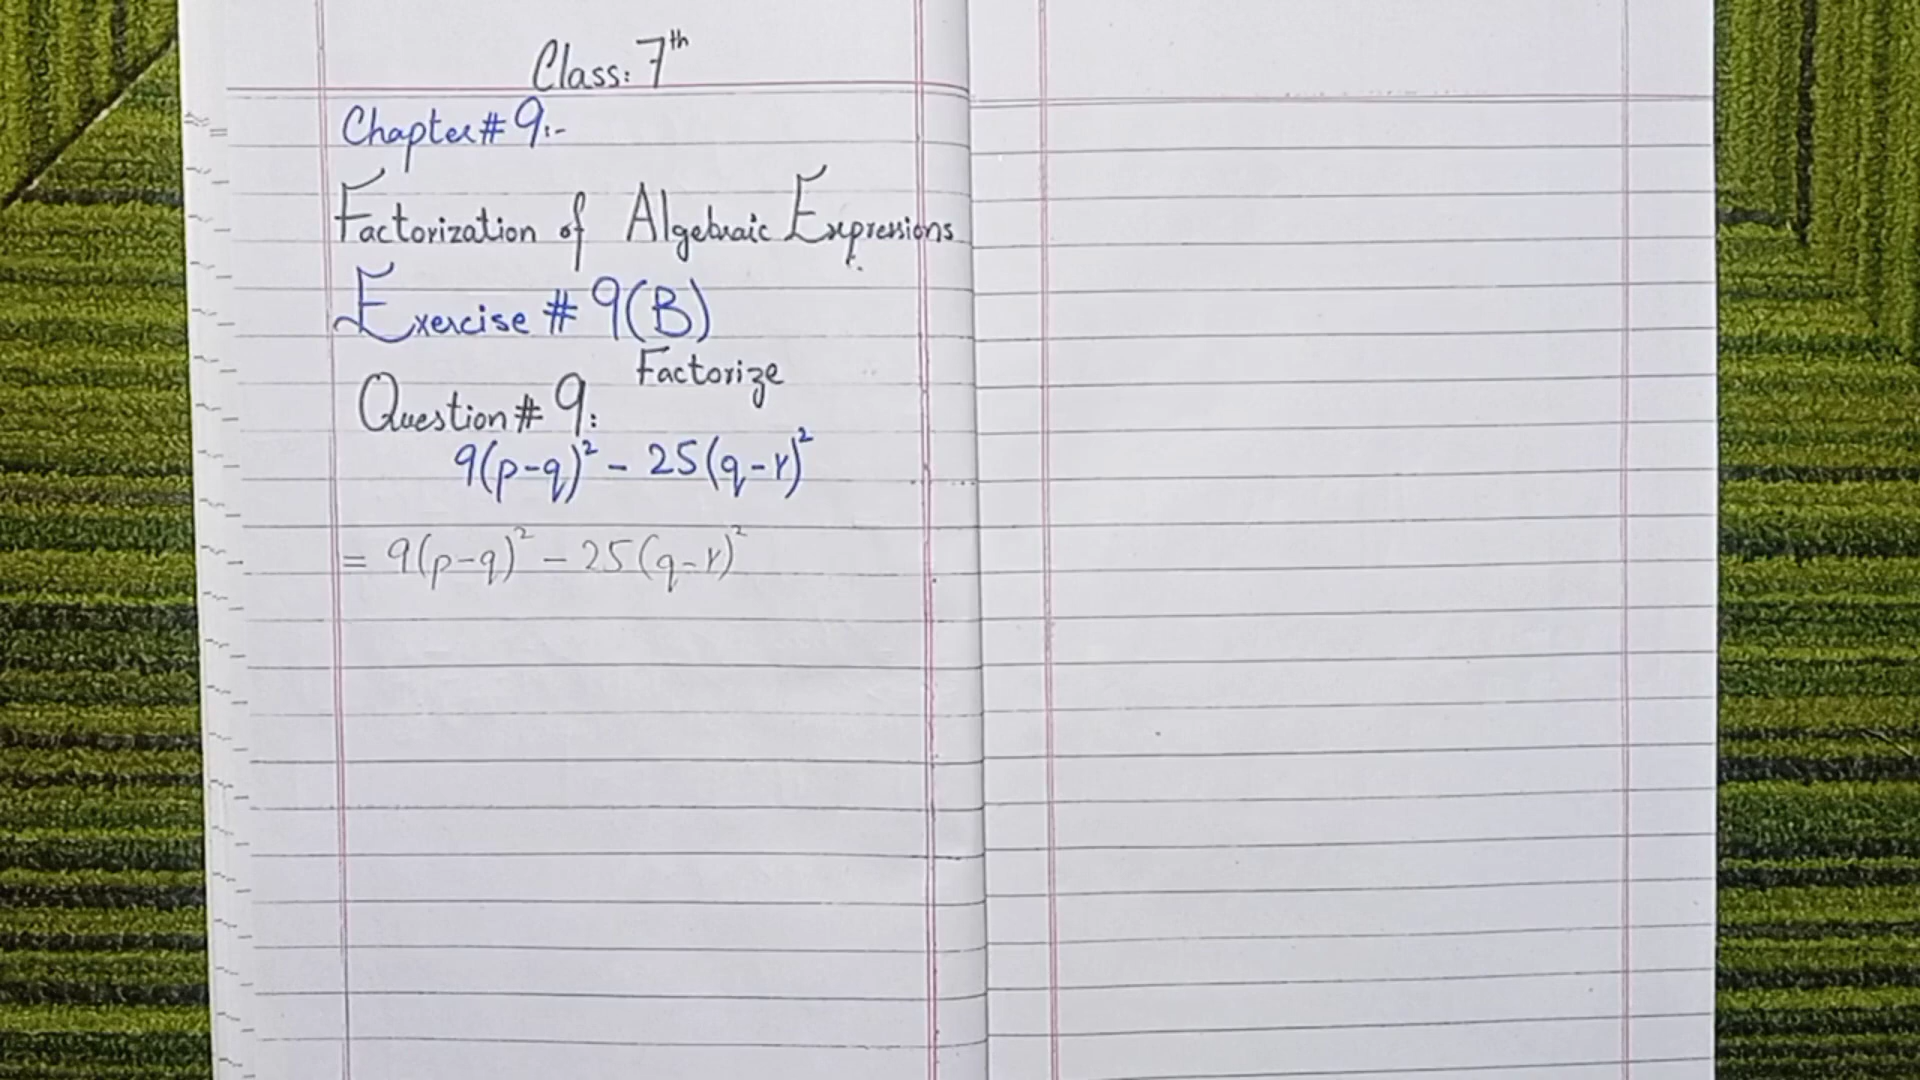 Class: 7th
Chapter # 9:-
Factorization of Algebraic Expressions
Exercise # 9(B)
Factorize
Question # 9:
9(p-q)² - 25(q-r)²
= 9(p-q)² - 25(q-r)²